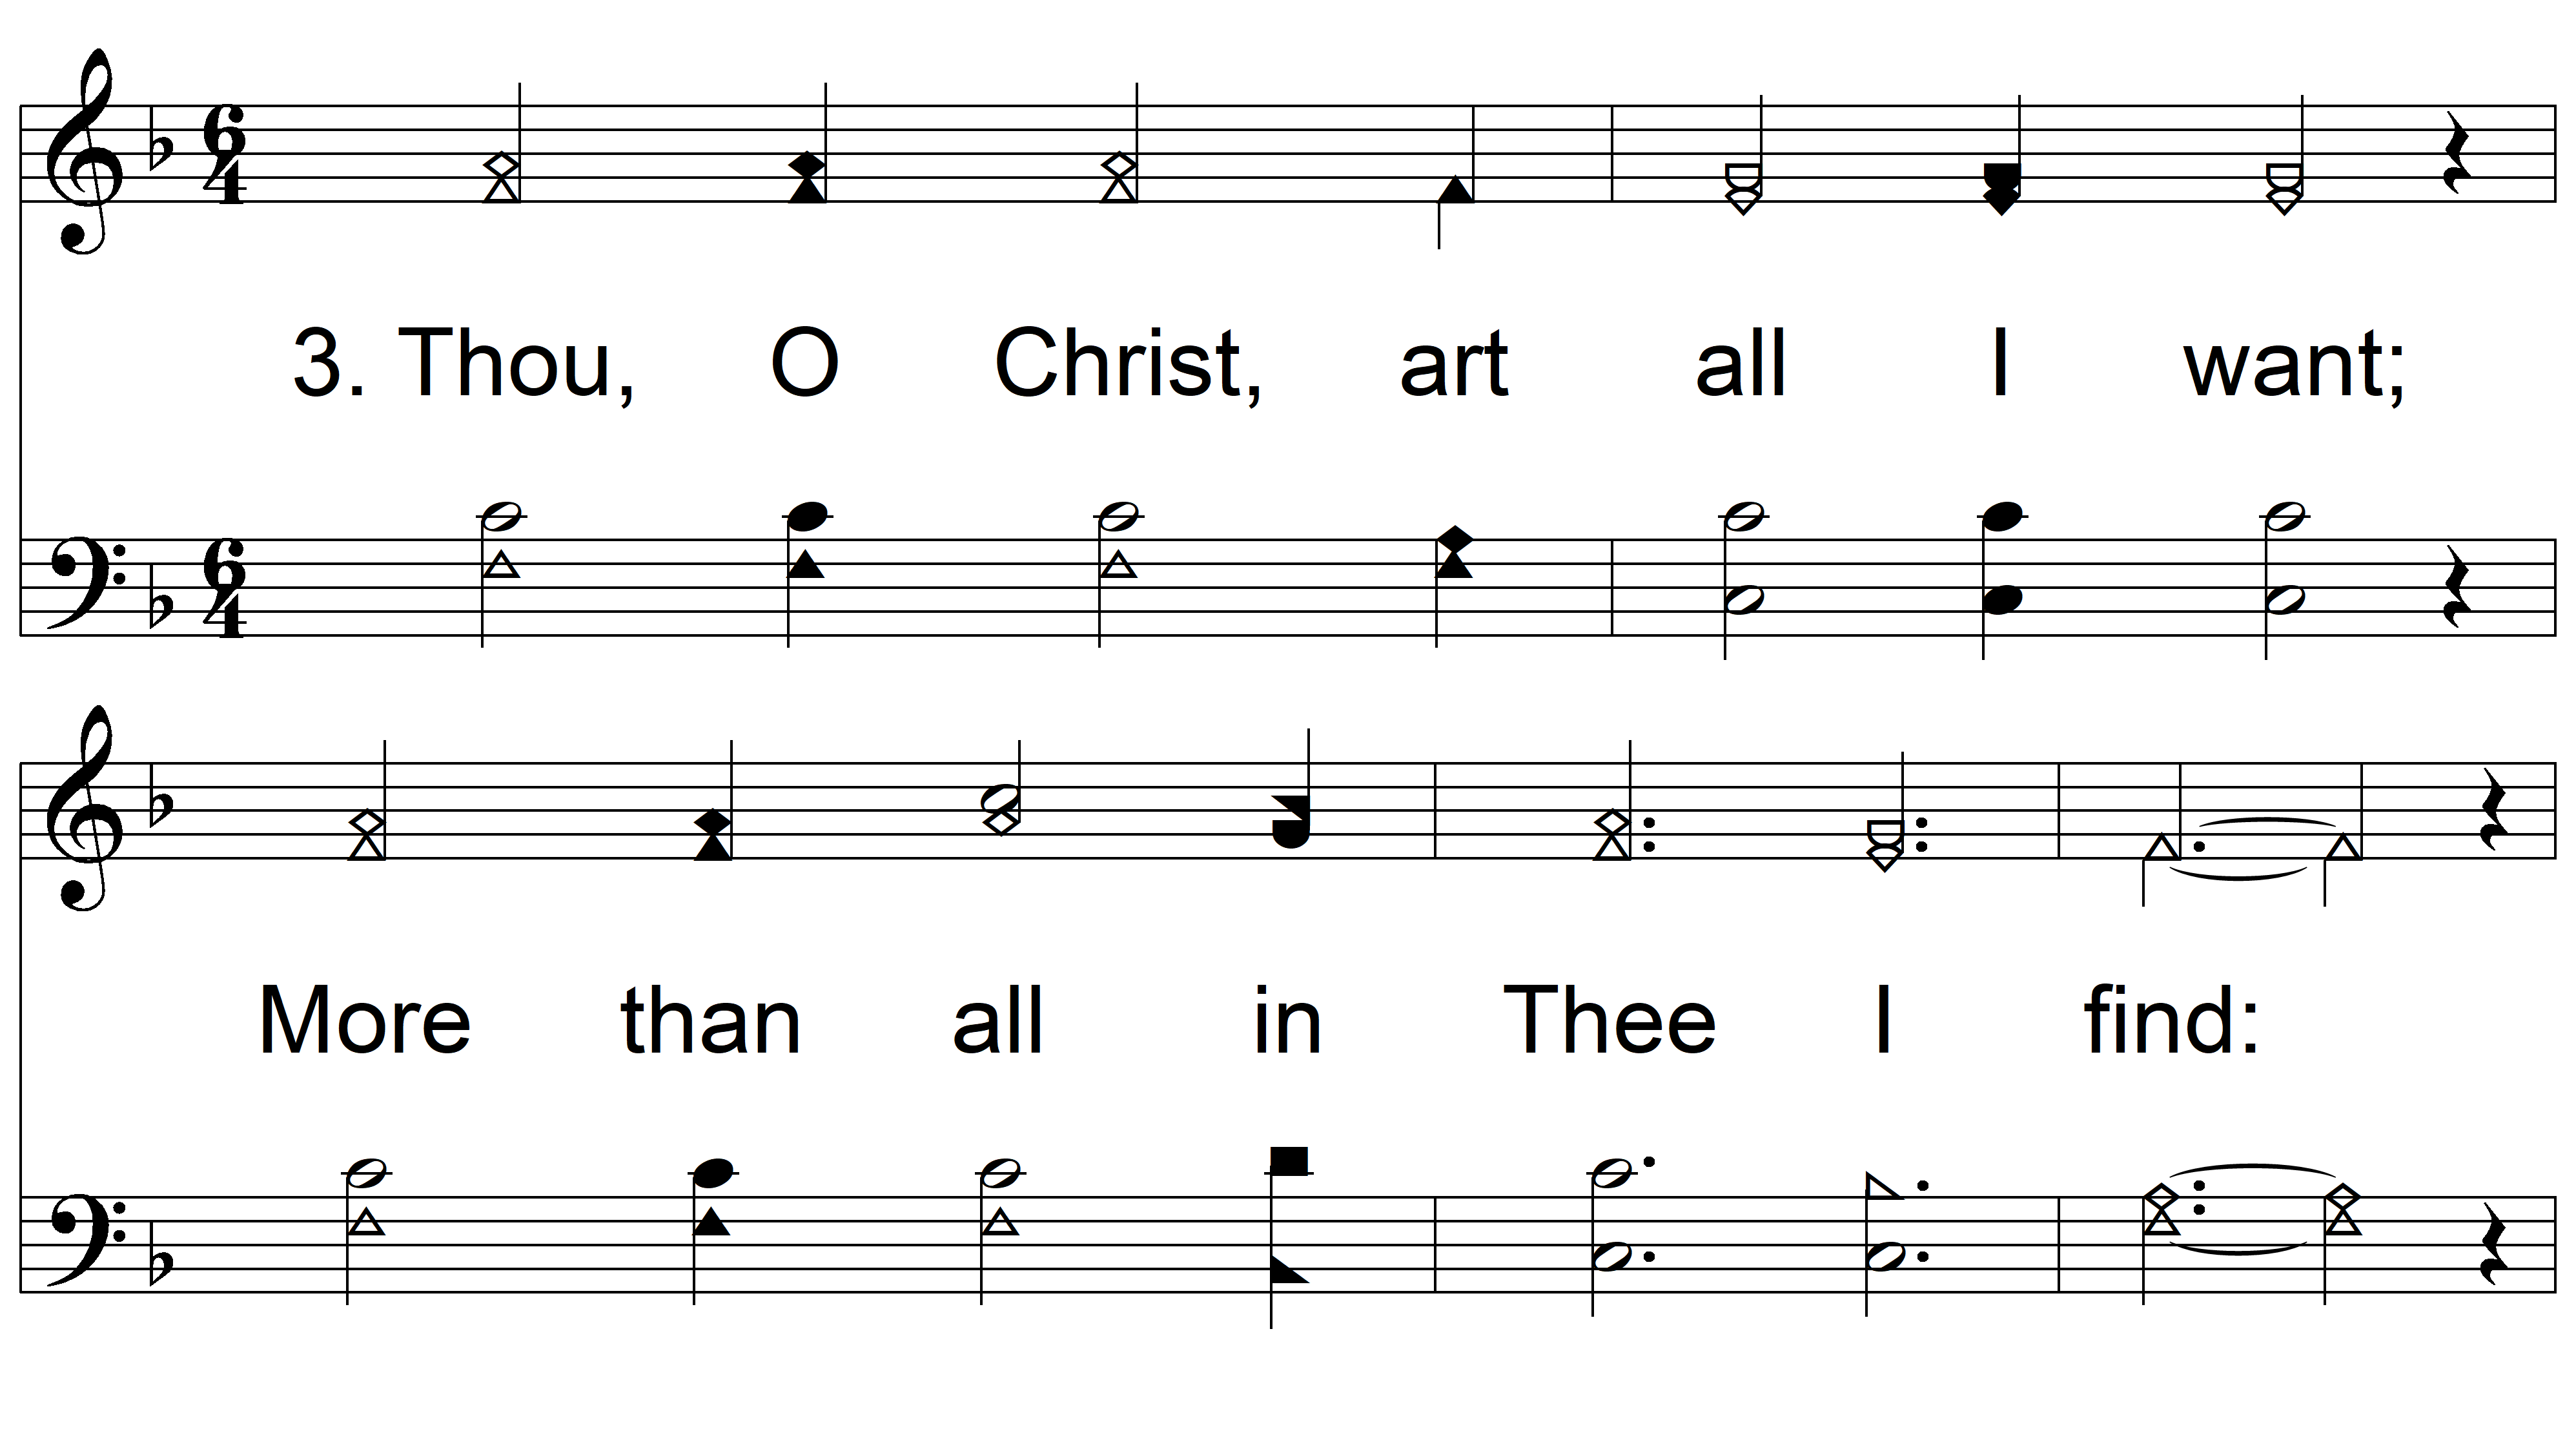 3. Thou, O Christ, art all I want;
More than all in Thee I find: